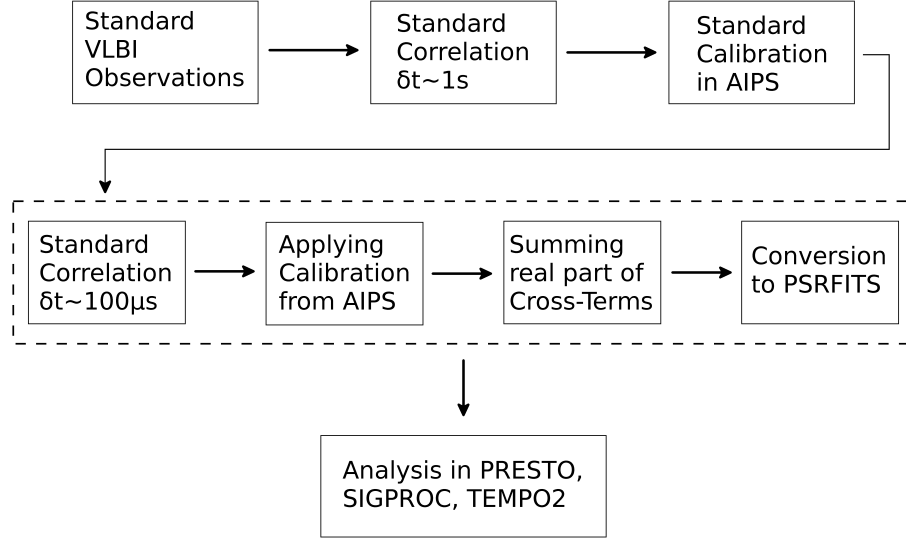 Standard
VLBI
Observations
Standard
Correlation
δt~1s
Standard
Calibration
in AIPS
Standard
Correlation
δt~100μs
Applying
Calibration
from AIPS
Summing
real part of
Cross-Terms
Conversion
to PSRFITS
Analysis in PRESTO,
SIGPROC, TEMPO2